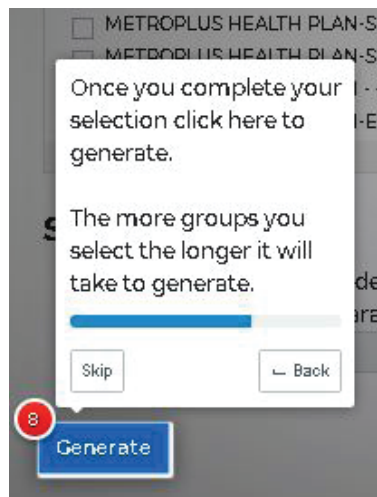 METROPLUS HEALTH PLAN-S
METROPLUS HEALTH PLAN-S
Once you complete your
selection click here to
generate.
The more groups you
select the longer it will
take to generate.
Skip
Back
8
Generate